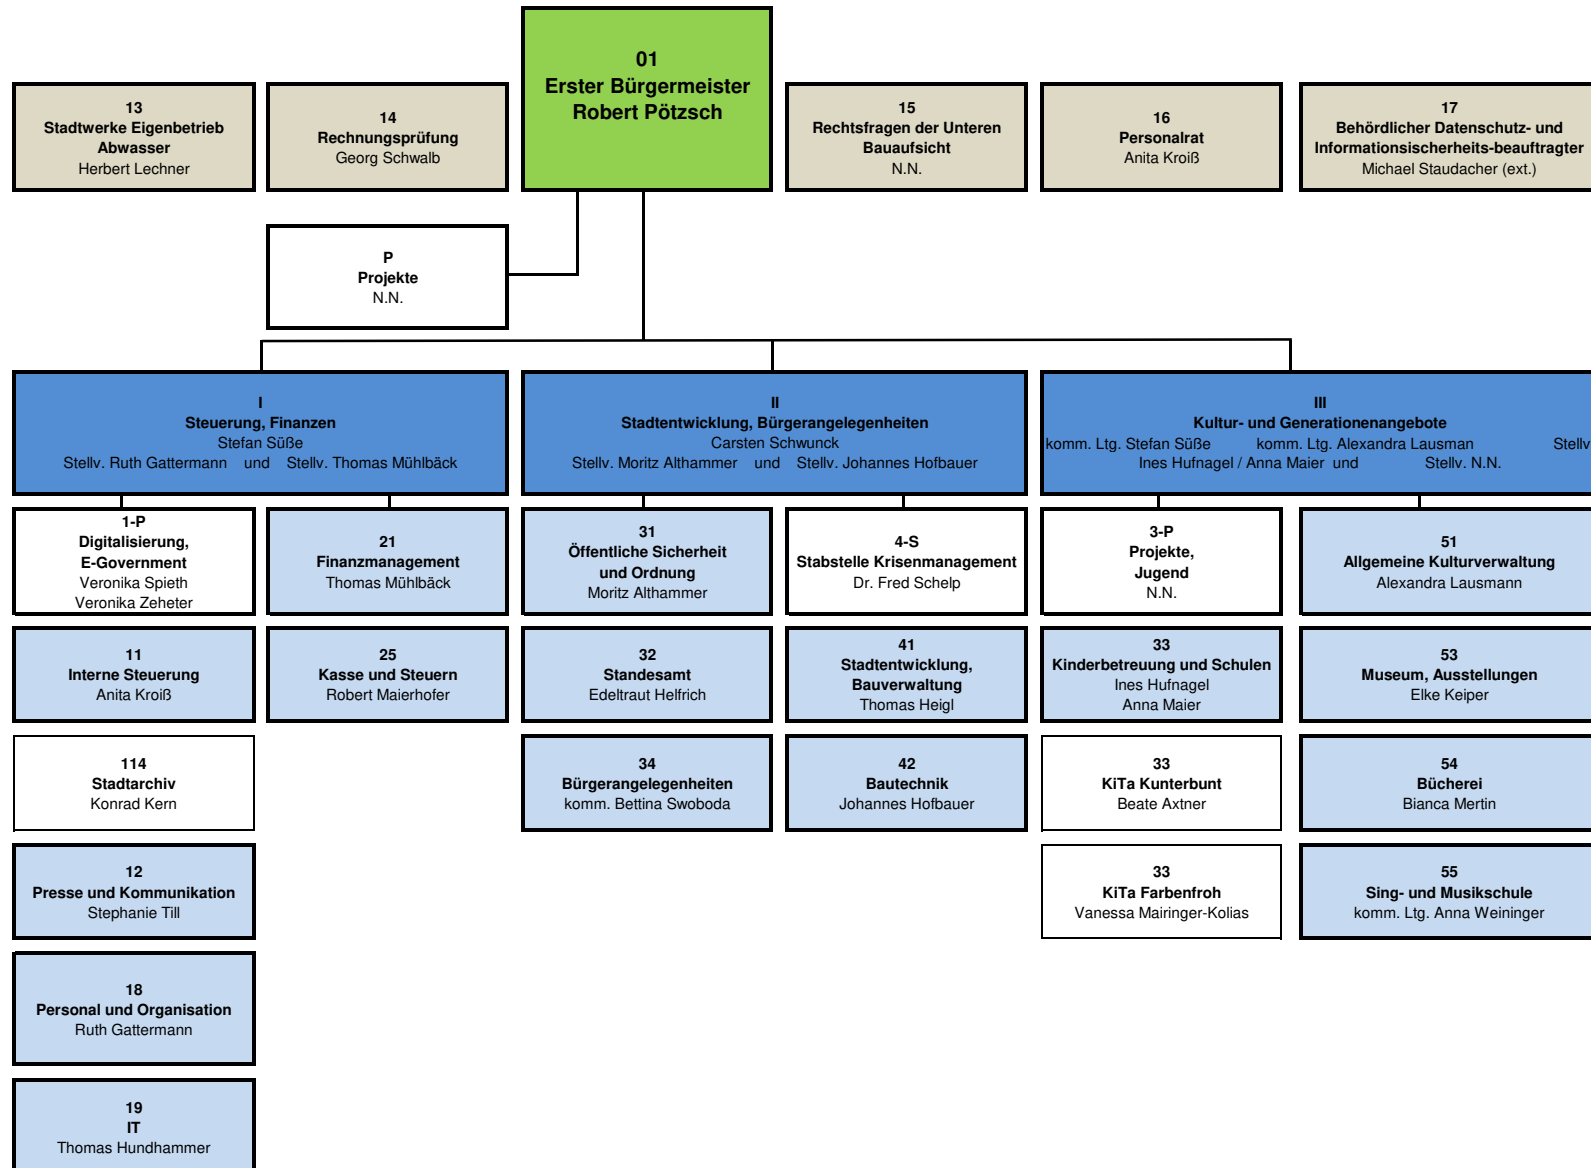 01
Erster Bürgermeister
Robert Pötzsch
13
Stadtwerke Eigenbetrieb
Abwasser
Herbert Lechner
14
Rechnungsprüfung
Georg Schwalb
15
Rechtsfragen der Unteren
Bauaufsicht
N.N.
16
Personalrat
Anita Kroiß
17
Behördlicher Datenschutz- und
Informationsischerheits-beauftragter
Michael Staudacher (ext.)
P
Projekte
N.N.
I
Steuerung, Finanzen
Stefan Süße
Stellv. Ruth Gattermann und Stellv. Thomas Mühlbäck
II
Stadtentwicklung, Bürgerangelegenheiten
Carsten Schwunck
Stellv. Moritz Althammer und Stellv. Johannes Hofbauer
III
Kultur- und Generationenangebote
komm. Ltg. Stefan Süße komm. Ltg. Alexandra Lausman Stellv.
Ines Hufnagel / Anna Maier und Stellv. N.N.
1-P
Digitalisierung,
E-Government
Veronika Spieth
Veronika Zeheter
21
Finanzmanagement
Thomas Mühlbäck
31
Öffentliche Sicherheit
und Ordnung
Moritz Althammer
4-S
Stabstelle Krisenmanagement
Dr. Fred Schelp
3-P
Projekte,
Jugend
N.N.
51
Allgemeine Kulturverwaltung
Alexandra Lausmann
11
Interne Steuerung
Anita Kroiß
25
Kasse und Steuern
Robert Maierhofer
32
Standesamt
Edeltraut Helfrich
41
Stadtentwicklung,
Bauverwaltung
Thomas Heigl
33
Kinderbetreuung und Schulen
Ines Hufnagel
Anna Maier
53
Museum, Ausstellungen
Elke Keiper
114
Stadtarchiv
Konrad Kern
34
Bürgerangelegenheiten
komm. Bettina Swoboda
42
Bautechnik
Johannes Hofbauer
33
KiTa Kunterbunt
Beate Axtner
54
Bücherei
Bianca Mertin
12
Presse und Kommunikation
Stephanie Till
33
KiTa Farbenfroh
Vanessa Mairinger-Kolias
55
Sing- und Musikschule
komm. Ltg. Anna Weininger
18
Personal und Organisation
Ruth Gattermann
19
IT
Thomas Hundhammer